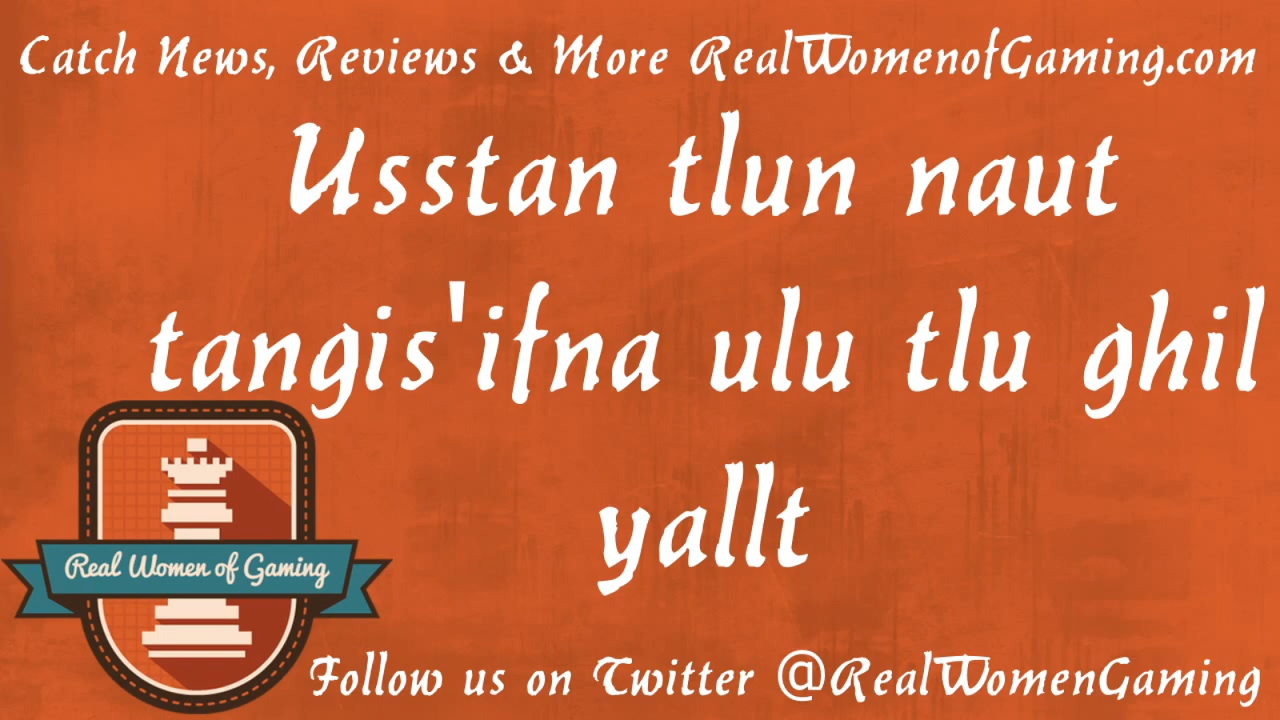 Catch News, Reviews & More RealWomenofGaming.com
Usstan tlun naut
tangis'ifna ulu tlu ghil
yallt
Real Women of Gaming
Follow us on Twitter @RealWomenGaming